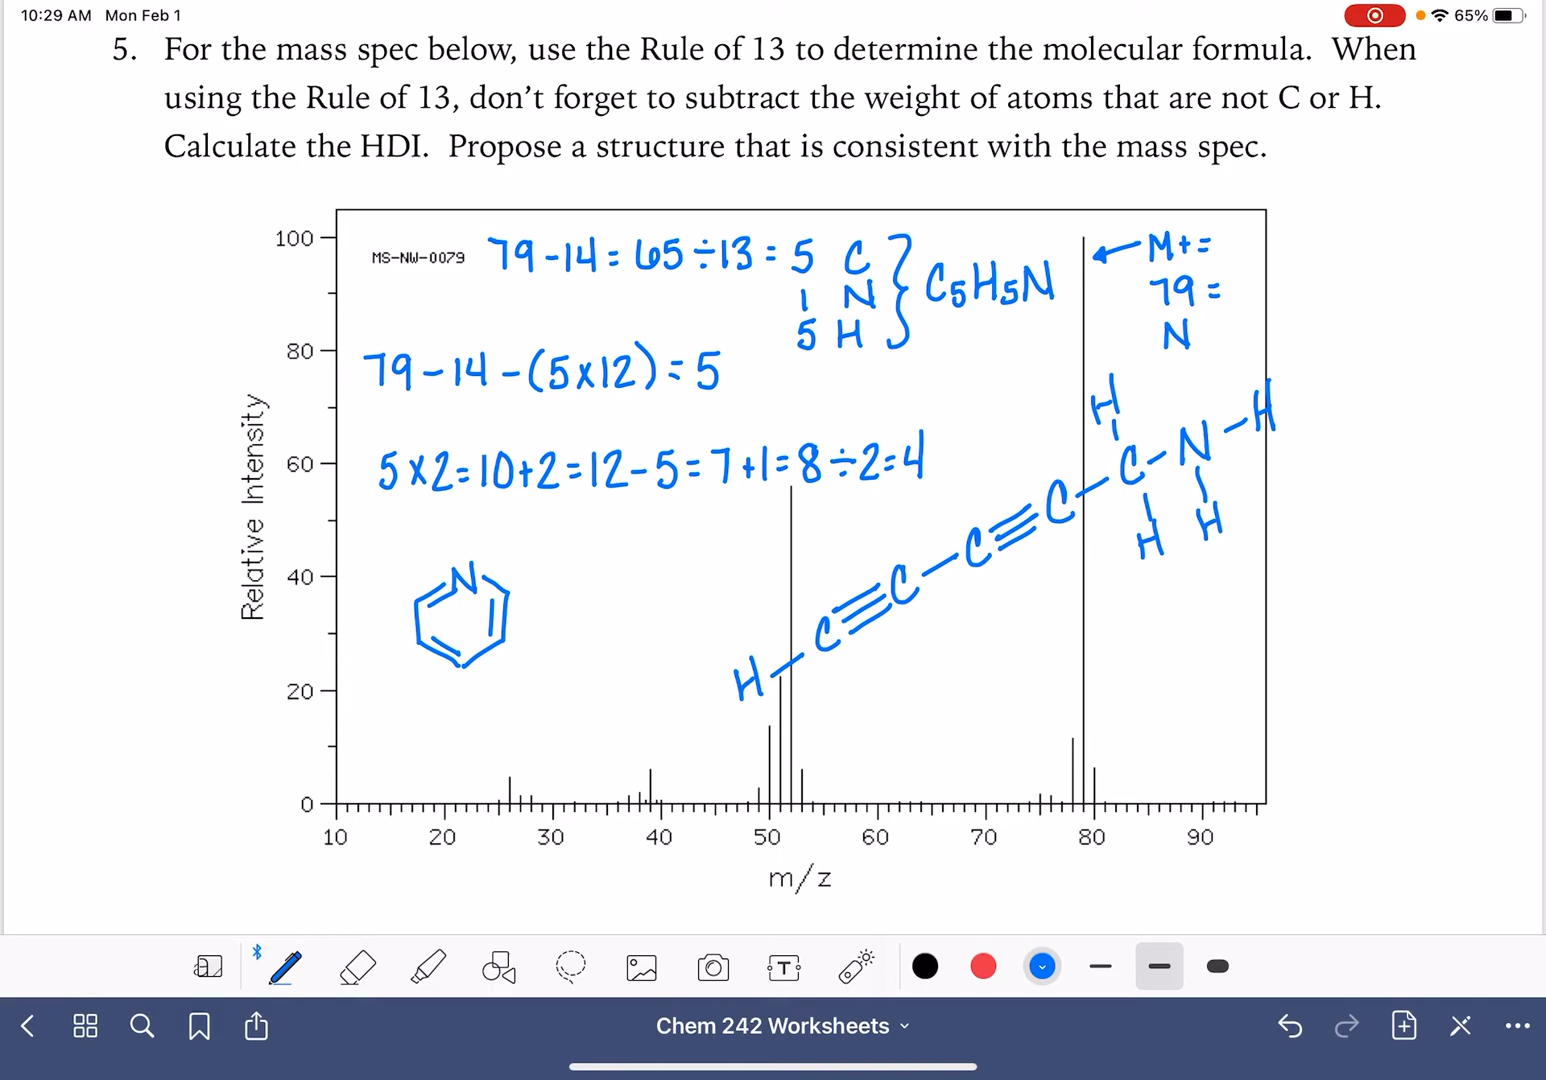 10:29 AM Mon Feb 1
65%
5. For the mass spec below, use the Rule of 13 to determine the molecular formula. When
using the Rule of 13, don’t forget to subtract the weight of atoms that are not C or H.
Calculate the HDI. Propose a structure that is consistent with the mass spec.
MS-NW-0079
79-14=65÷13=5 C
1 N
5 H
C5H5N
M+=
79=
N
79-14-(5×12)=5
5×2=10+2=12-5=7+1=8÷2=4
N
H
H-C≡C-C≡C-C-N-H
H H
Relative Intensity
100
80
60
40
20
0
10 20 30 40 50 60 70 80 90
m/z
a
T
Chem 242 Worksheets